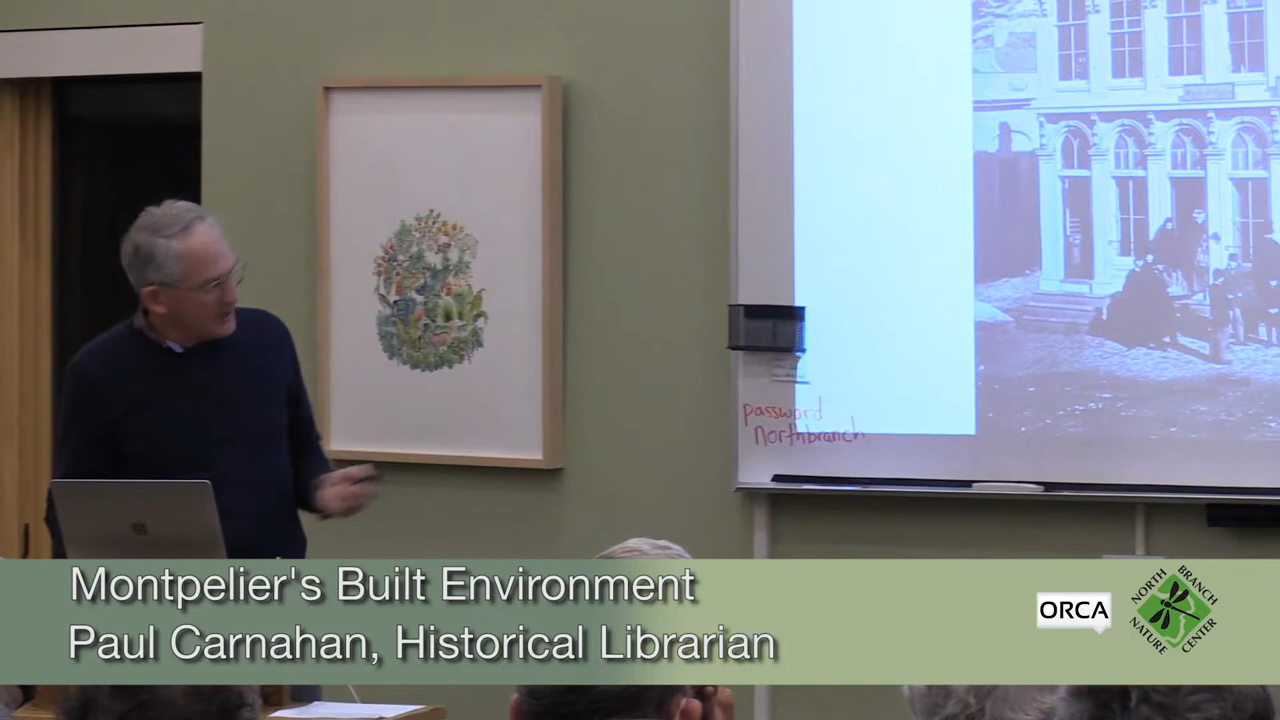 password
northbranch
Montpelier's Built Environment
Paul Carnahan, Historical Librarian
ORCA
NORTH BRANCH
NATURE CENTER